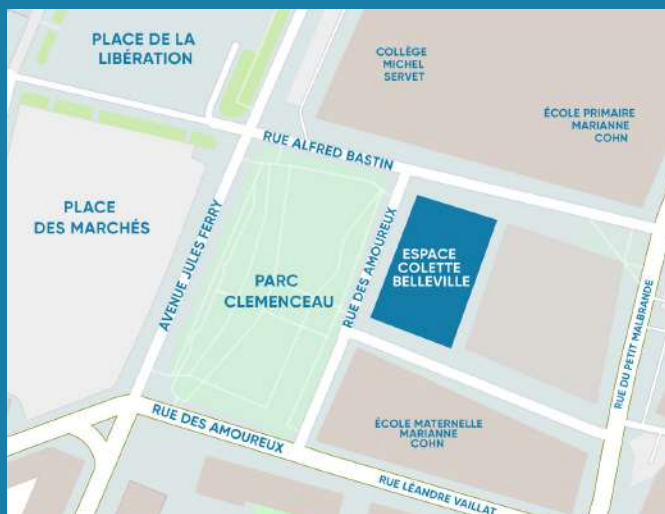 PLACE DE LA
LIBÉRATION
COLLÈGE
MICHEL
SERVET
ÉCOLE PRIMAIRE
MARIANNE
COHN
RUE ALFRED BASTIN
PLACE
DES MARCHÉS
AVENUE JULES FERRY
PARC
CLEMENCEAU
RUE DES AMOUREUX
ESPACE
COLETTE
BELLEVILLE
RUE DU PETIT MALBRANDE
RUE DES AMOUREUX
ÉCOLE MATERNELLE
MARIANNE
COHN
RUE LÉANDRE VAILLAT